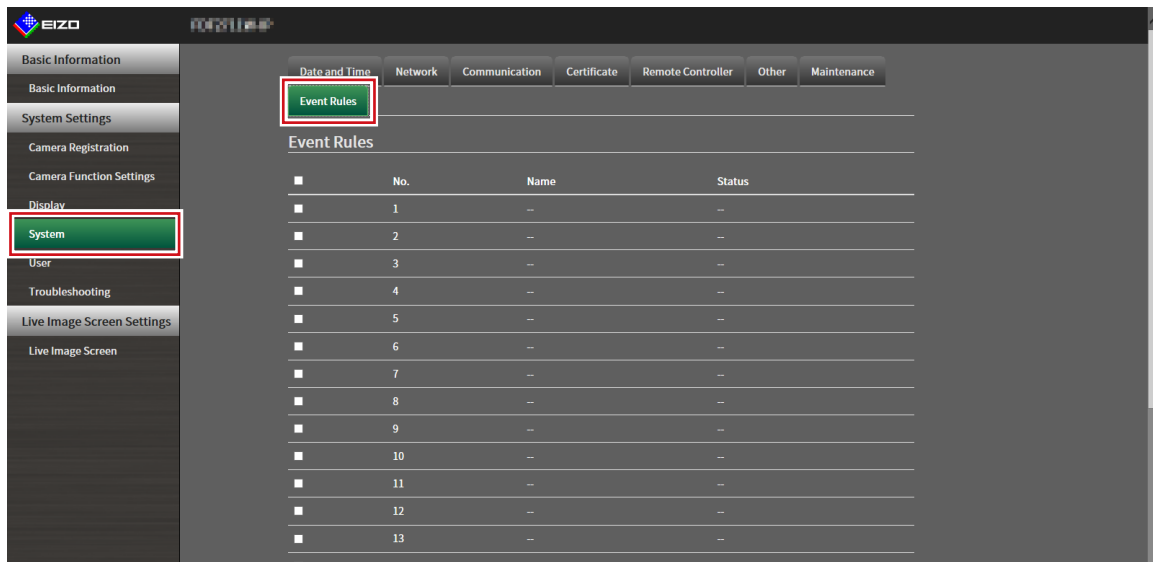 EIZO
Basic Information
Basic Information
System Settings
Camera Registration
Camera Function Settings
Display
System
User
Troubleshooting
Live Image Screen Settings
Live Image Screen
Date and Time Network Communication Certificate Remote Controller Other Maintenance
Event Rules
Event Rules
No. Name Status
1 -- --
2 -- --
3 -- --
4 -- --
5 -- --
6 -- --
7 -- --
8 -- --
9 -- --
10 -- --
11 -- --
12 -- --
13 -- --